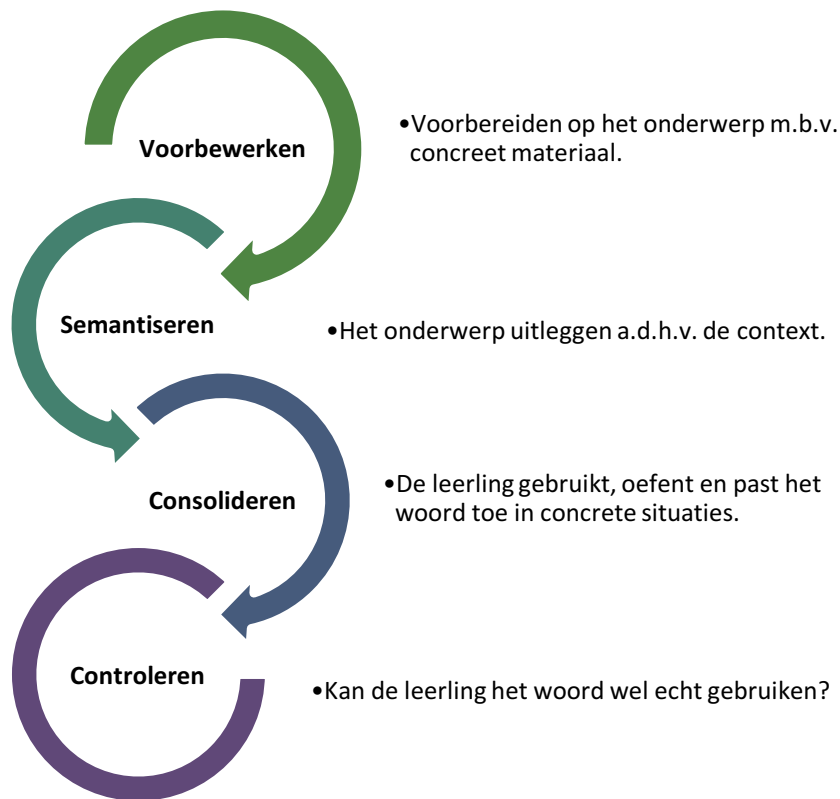 Voorbewerken
•Voorbereiden op het onderwerp m.b.v.
concreet materiaal.
Semantiseren
•Het onderwerp uitleggen a.d.h.v. de context.
Consolideren
•De leerling gebruikt, oefent en past het
woord toe in concrete situaties.
Controleren
•Kan de leerling het woord wel echt gebruiken?